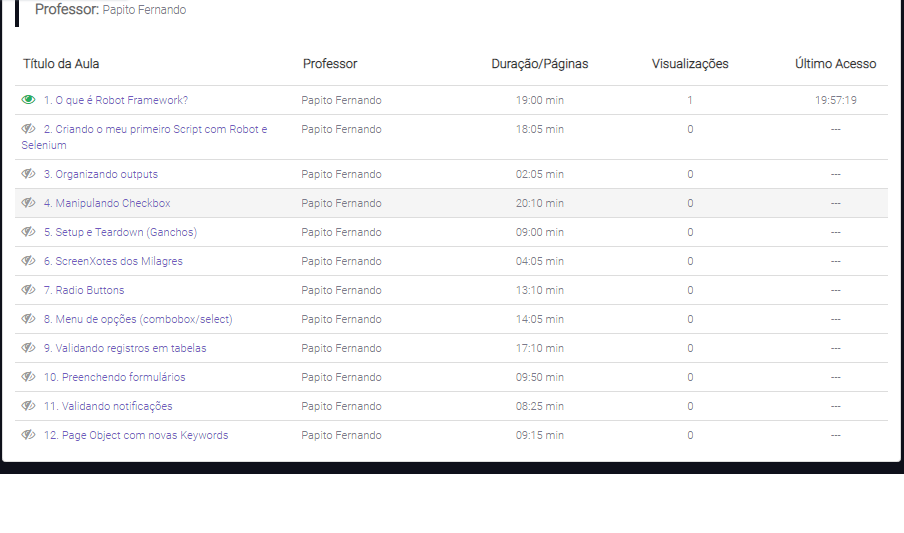 Professor: Papito Fernando
Título da Aula Professor Duração/Páginas Visualizações Último Acesso
1. O que é Robot Framework? Papito Fernando 19:00 min 1 19:57:19
2. Criando o meu primeiro Script com Robot e Papito Fernando 18:05 min 0 ---
Selenium
3. Organizando outputs Papito Fernando 02:05 min 0 ---
4. Manipulando Checkbox Papito Fernando 20:10 min 0 ---
5. Setup e Teardown (Ganchos) Papito Fernando 09:00 min 0 ---
6. ScreenXotes dos Milagres Papito Fernando 04:05 min 0 ---
7. Radio Buttons Papito Fernando 13:10 min 0 ---
8. Menu de opções (combobox/select) Papito Fernando 14:05 min 0 ---
9. Validando registros em tabelas Papito Fernando 17:10 min 0 ---
10. Preenchendo formulários Papito Fernando 09:50 min 0 ---
11. Validando notificações Papito Fernando 08:25 min 0 ---
12. Page Object com novas Keywords Papito Fernando 09:15 min 0 ---